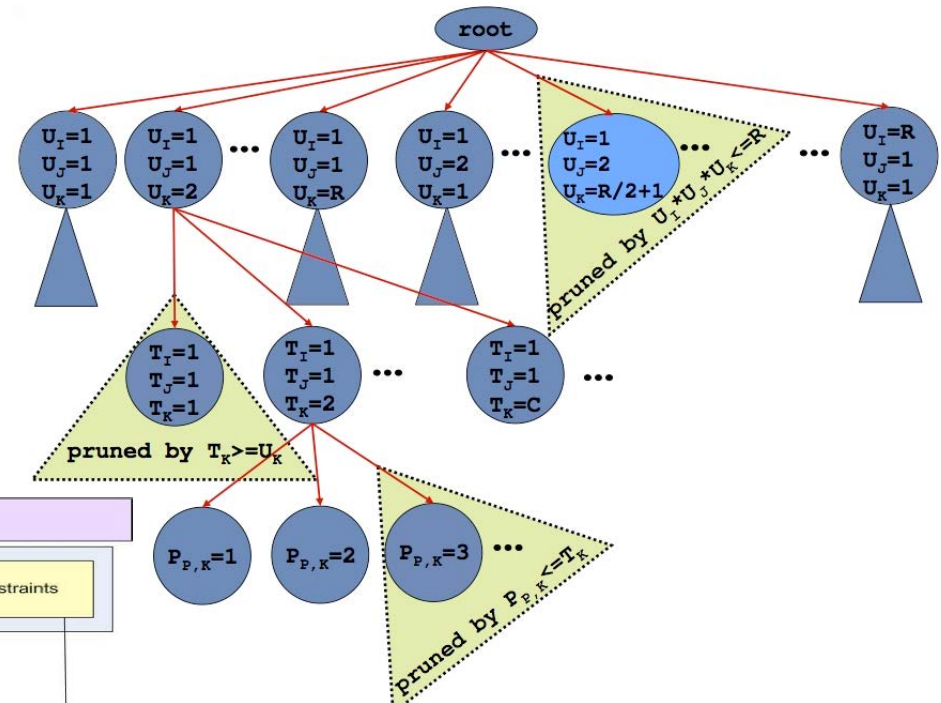 root
U_I=1
U_J=1
U_K=1
U_I=1
U_J=1
U_K=2
•••
U_I=1
U_J=1
U_K=R
U_I=1
U_J=2
U_K=1
•••
U_I=1
U_J=2
U_K=R/2+1
•••
pruned by U_I*U_J*U_K<=R
•••
U_I=R
U_J=1
U_K=1
T_I=1
T_J=1
T_K=1
pruned by T_K>=U_K
T_I=1
T_J=1
T_K=2
•••
T_I=1
T_J=1
T_K=C
•••
P_P,K=1
P_P,K=2
P_P,K=3
•••
pruned by P_P,K<=T_K
straints